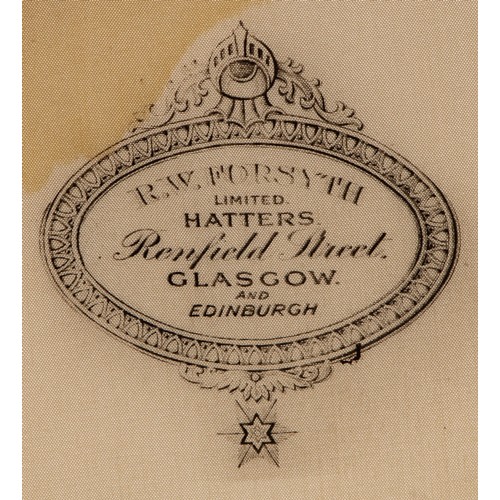 R.W. FORSYTH
LIMITED.
HATTERS.
Renfield Street.
GLASGOW.
AND
EDINBURGH